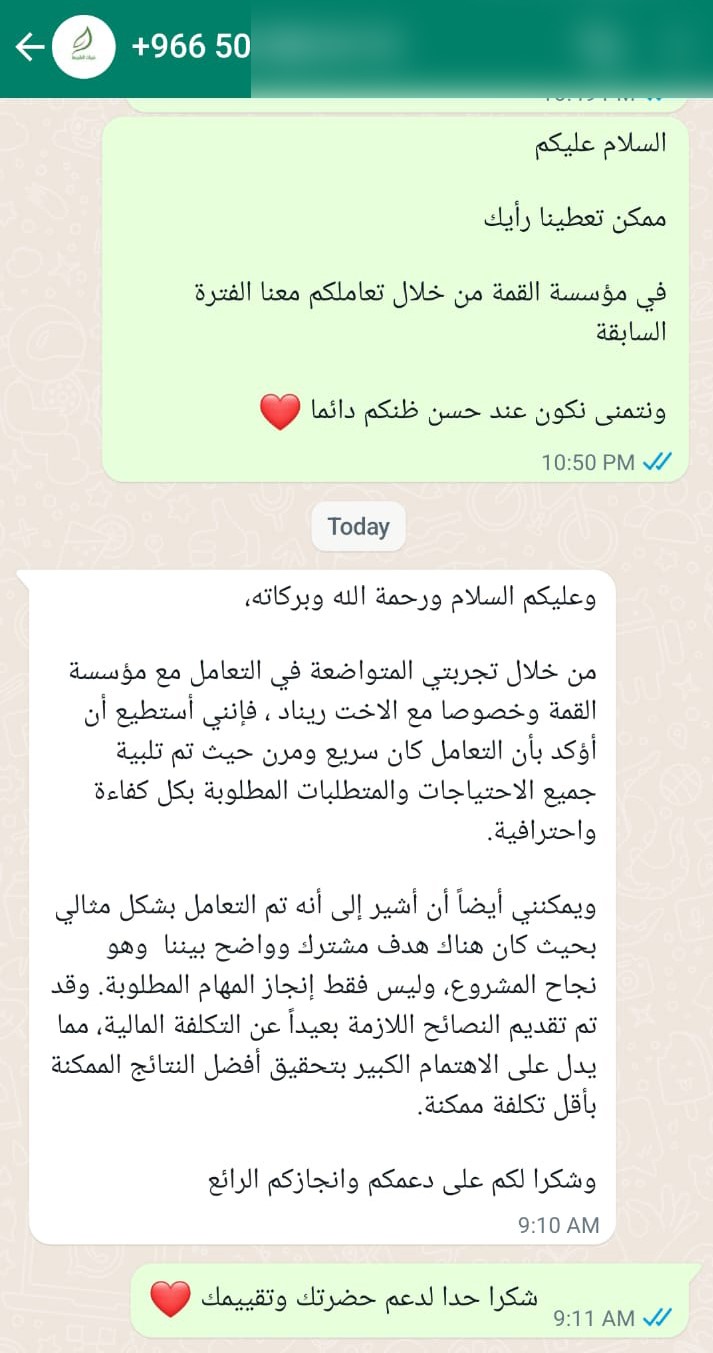 +966 50
السلام عليكم
ممكن تعطينا رأيك
في مؤسسة القمة من خلال تعاملكم معنا الفترة
السابقة
ونتمنى نكون عند حسن ظنكم دائما ❤️
10:50 PM
Today
وعليكم السلام ورحمة الله وبركاته،
من خلال تجربتي المتواضعة في التعامل مع مؤسسة
القمة وخصوصا مع الاخت ريناد ، فإنني أستطيع أن
أؤكد بأن التعامل كان سريع ومرن حيث تم تلبية
جميع الاحتياجات والمتطلبات المطلوبة بكل كفاءة
واحترافية.
ويمكنني أيضاً أن أشير إلى أنه تم التعامل بشكل مثالي
بحيث كان هناك هدف مشترك وواضح بيننا  وهو
نجاح المشروع، وليس فقط إنجاز المهام المطلوبة. وقد
تم تقديم النصائح اللازمة بعيداً عن التكلفة المالية، مما
يدل على الاهتمام الكبير بتحقيق أفضل النتائج الممكنة
بأقل تكلفة ممكنة.
وشكرا لكم على دعمكم وانجازكم الرائع
9:10 AM
شكرا حدا لدعم حضرتك وتقييمك ❤️
9:11 AM